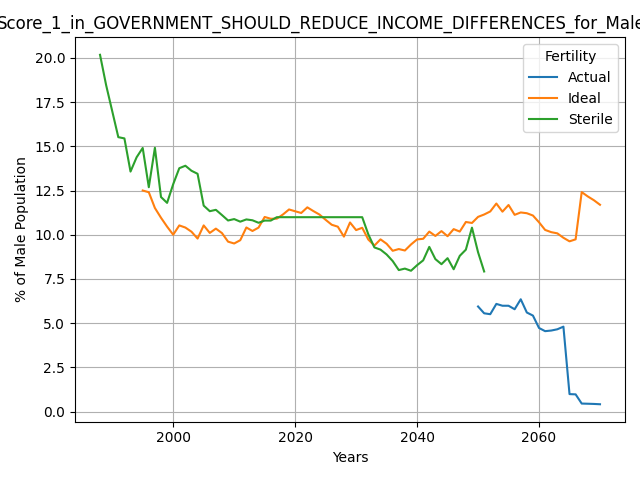 Score_1_in_GOVERNMENT_SHOULD_REDUCE_INCOME_DIFFERENCES_for_Male
Fertility
Actual
Ideal
Sterile
% of Male Population
20.0
17.5
15.0
12.5
10.0
7.5
5.0
2.5
0.0
2000 2020 2040 2060
Years